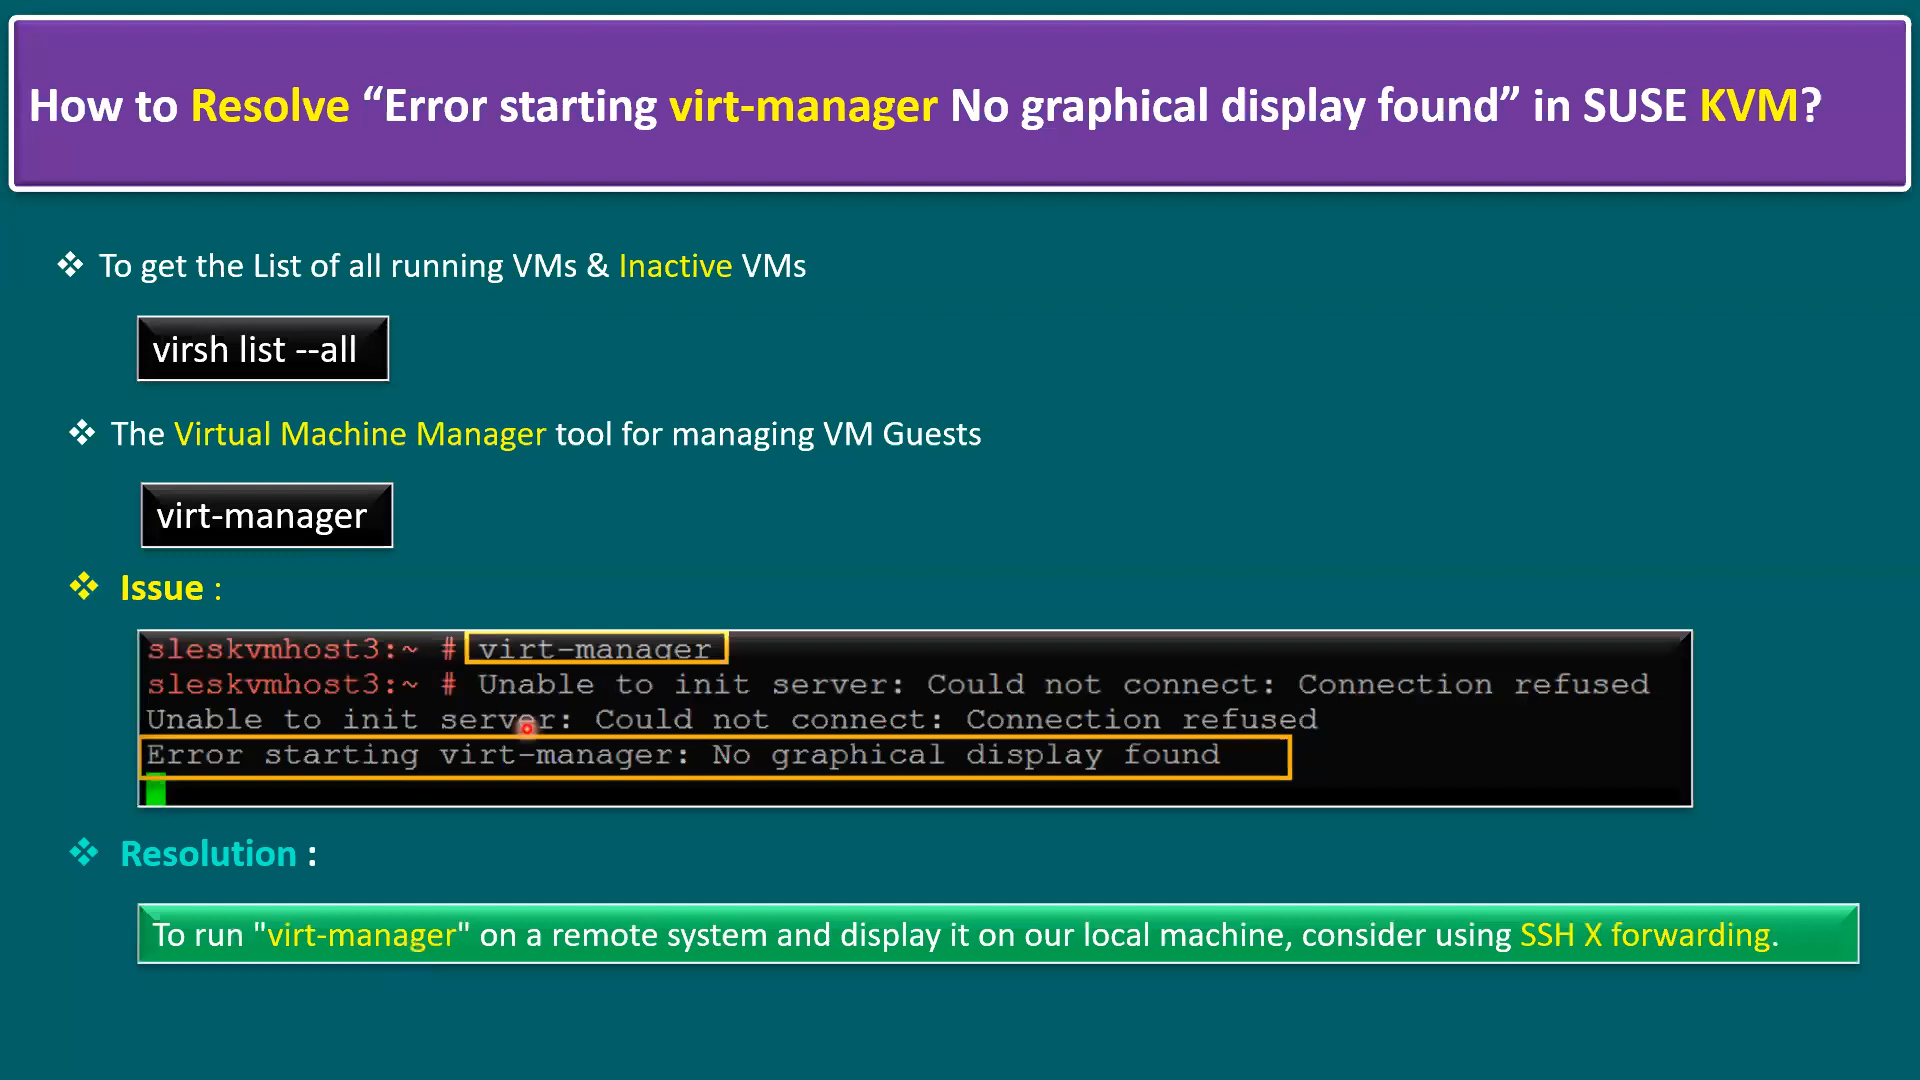 How to Resolve “Error starting virt-manager No graphical display found” in SUSE KVM?
❖ To get the List of all running VMs & Inactive VMs
virsh list --all
❖ The Virtual Machine Manager tool for managing VM Guests
virt-manager
❖ Issue :
sleskvmhost3:~ # virt-manager
sleskvmhost3:~ # Unable to init server: Could not connect: Connection refused
Unable to init server: Could not connect: Connection refused
Error starting virt-manager: No graphical display found
❖ Resolution :
To run "virt-manager" on a remote system and display it on our local machine, consider using SSH X forwarding.